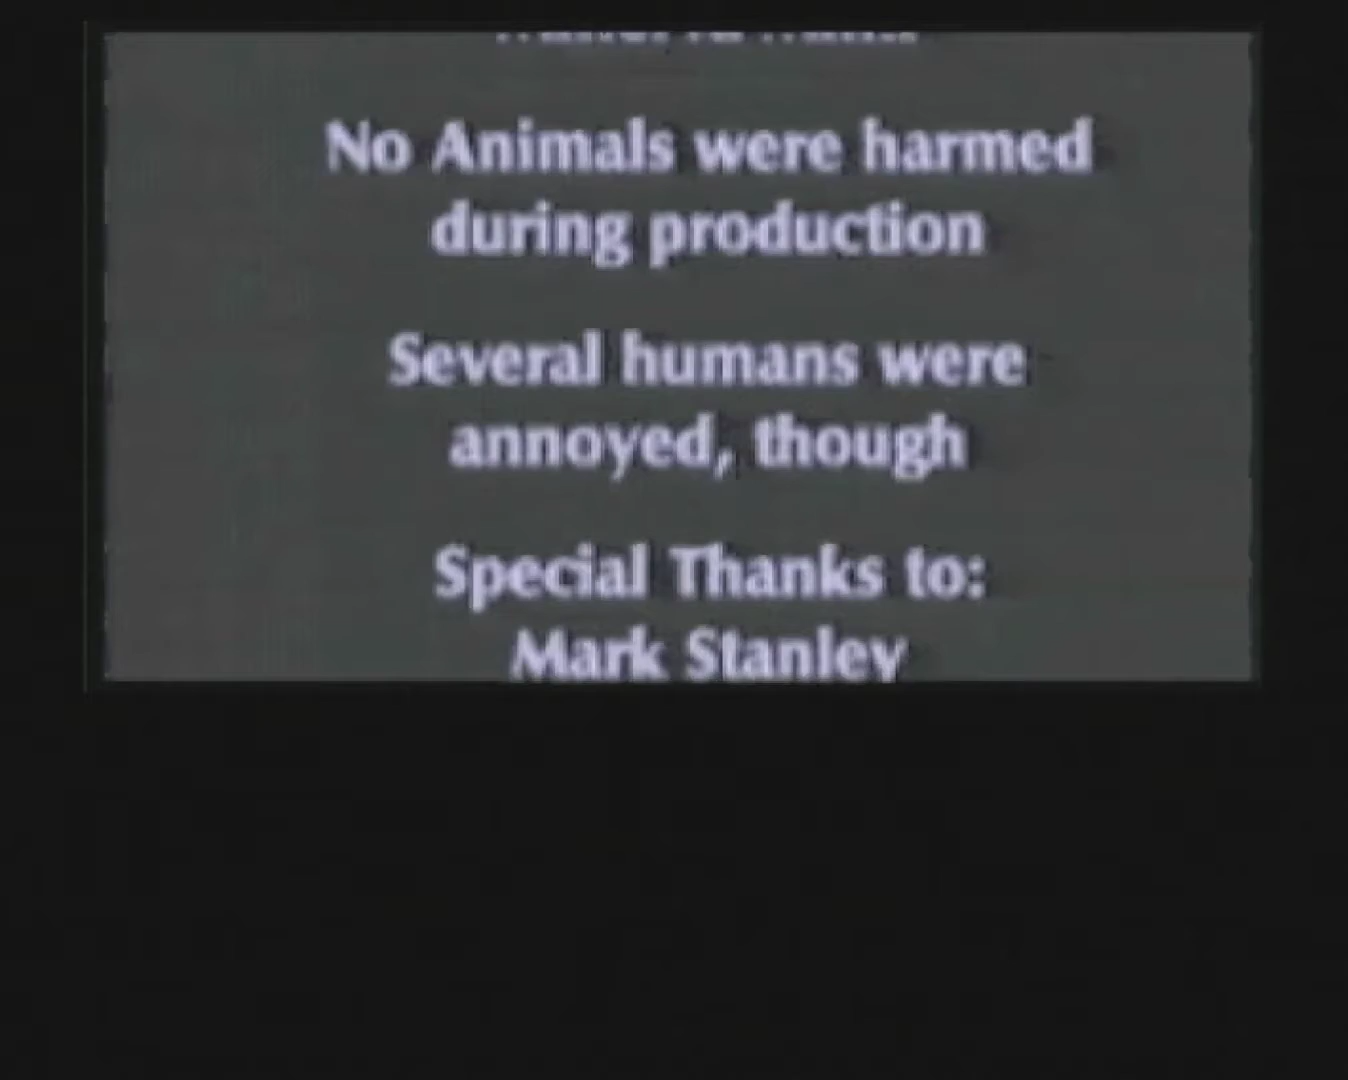 No Animals were harmed
during production
Several humans were
annoyed, though
Special Thanks to:
Mark Stanley